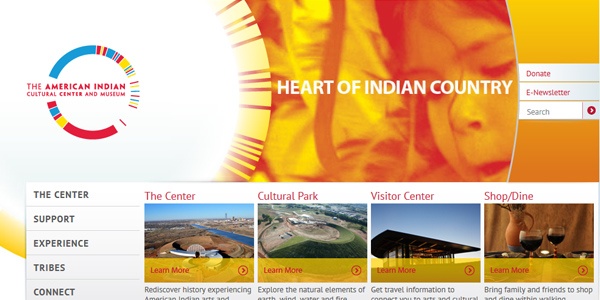 THE AMERICAN INDIAN
CULTURAL CENTER AND MUSEUM
HEART OF INDIAN COUNTRY
Donate
E-Newsletter
Search
THE CENTER
SUPPORT
EXPERIENCE
TRIBES
CONNECT
The Center
Learn More
Rediscover history experiencing
American Indian arts and
Cultural Park
Learn More
Explore the natural elements of
earth, wind, water and fire
Visitor Center
Learn More
Get travel information to
connect you to arts and cultural
Shop/Dine
Learn More
Bring family and friends to shop
and dine within walking